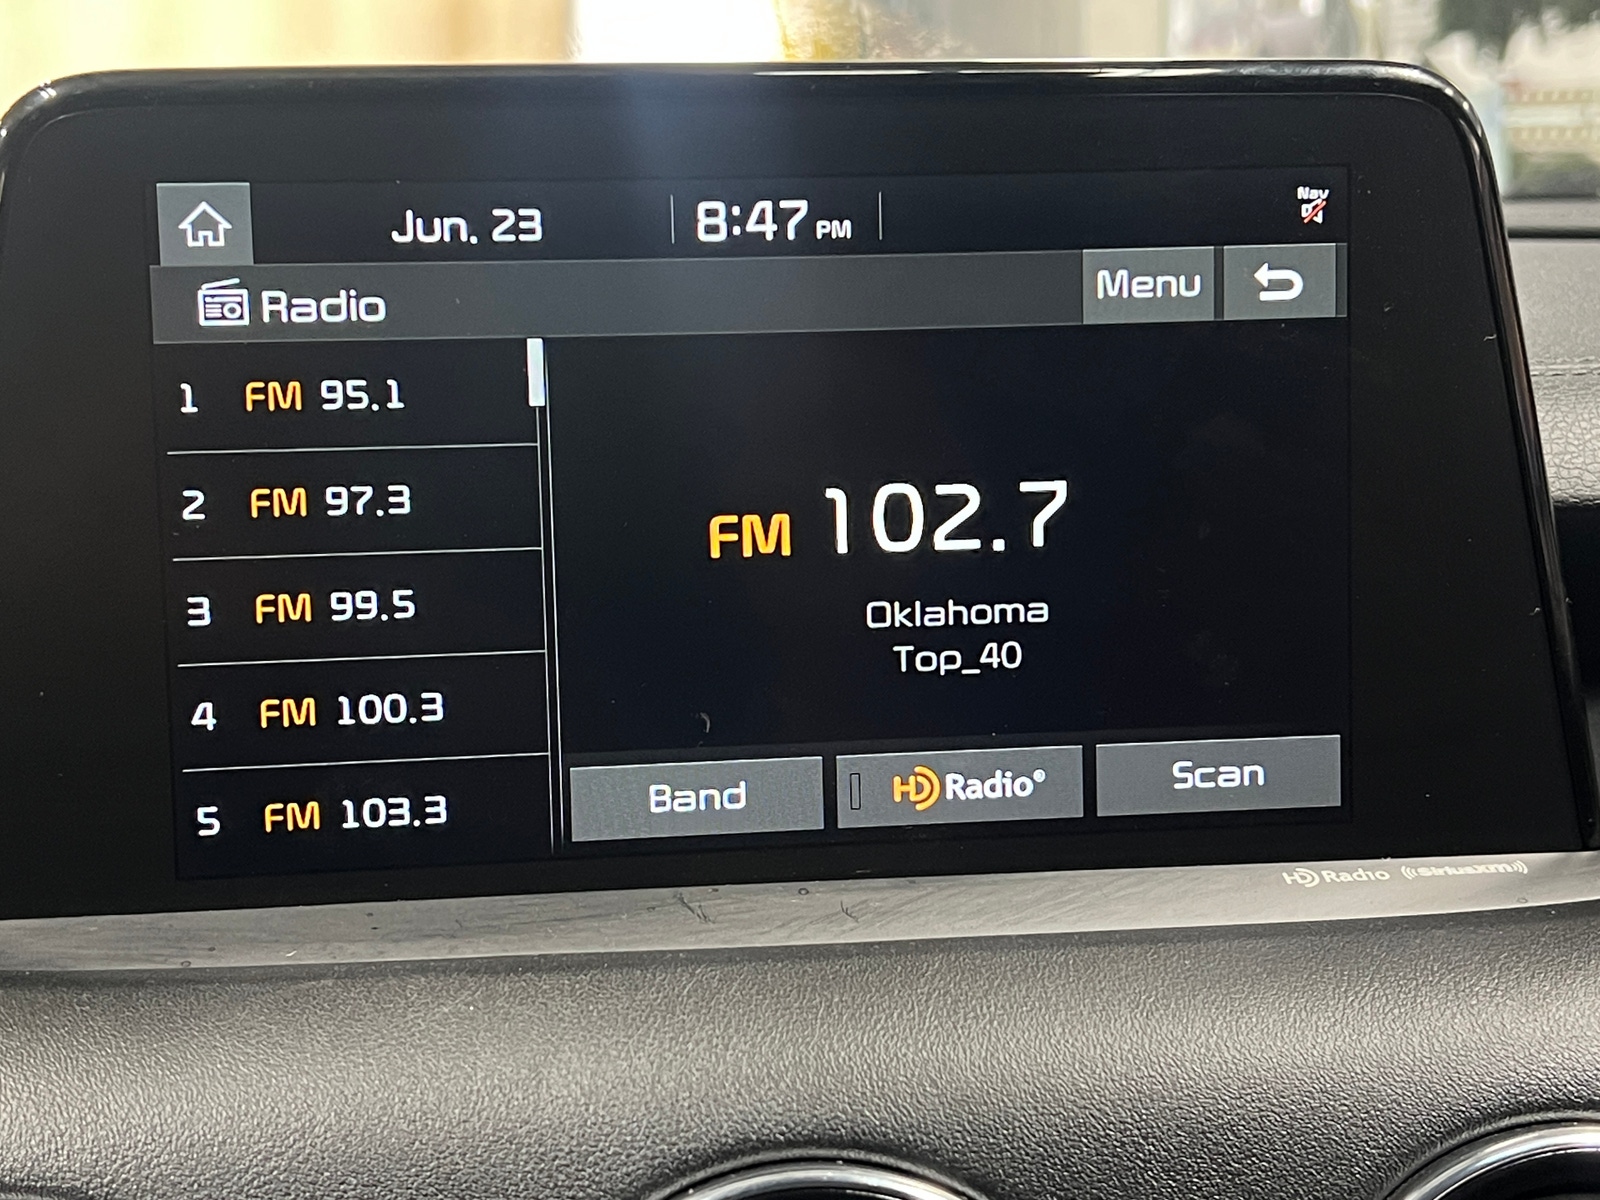 Jun. 23
8:47 PM
Nav
Radio
Menu
1 FM 95.1
2 FM 97.3
3 FM 99.5
4 FM 100.3
5 FM 103.3
FM 102.7
Oklahoma
Top_40
Band
HD Radio®
Scan
HD Radio ((SiriusXM))